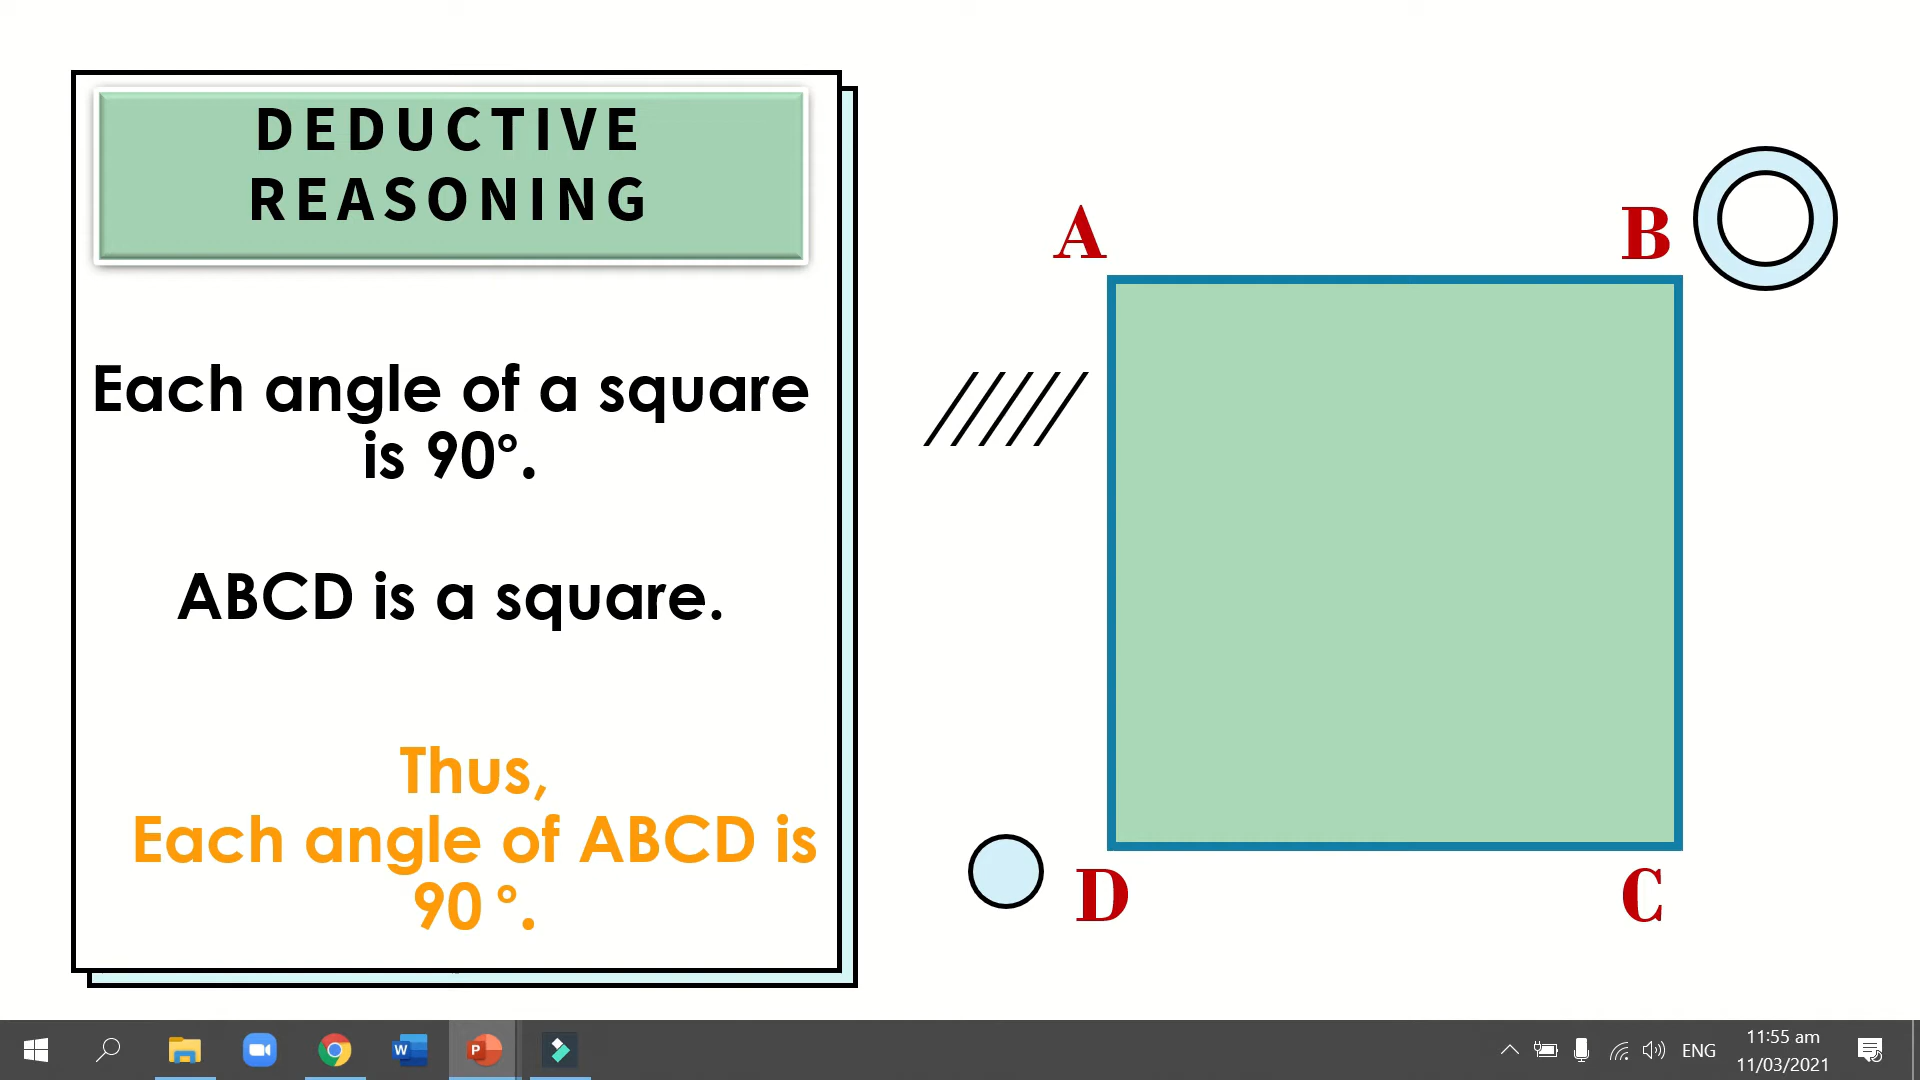 DEDUCTIVE
REASONING
Each angle of a square
is 90°.
ABCD is a square.
Thus,
Each angle of ABCD is
90 °.
A
B
D
C
W
P
ENG
11:55 am
11/03/2021